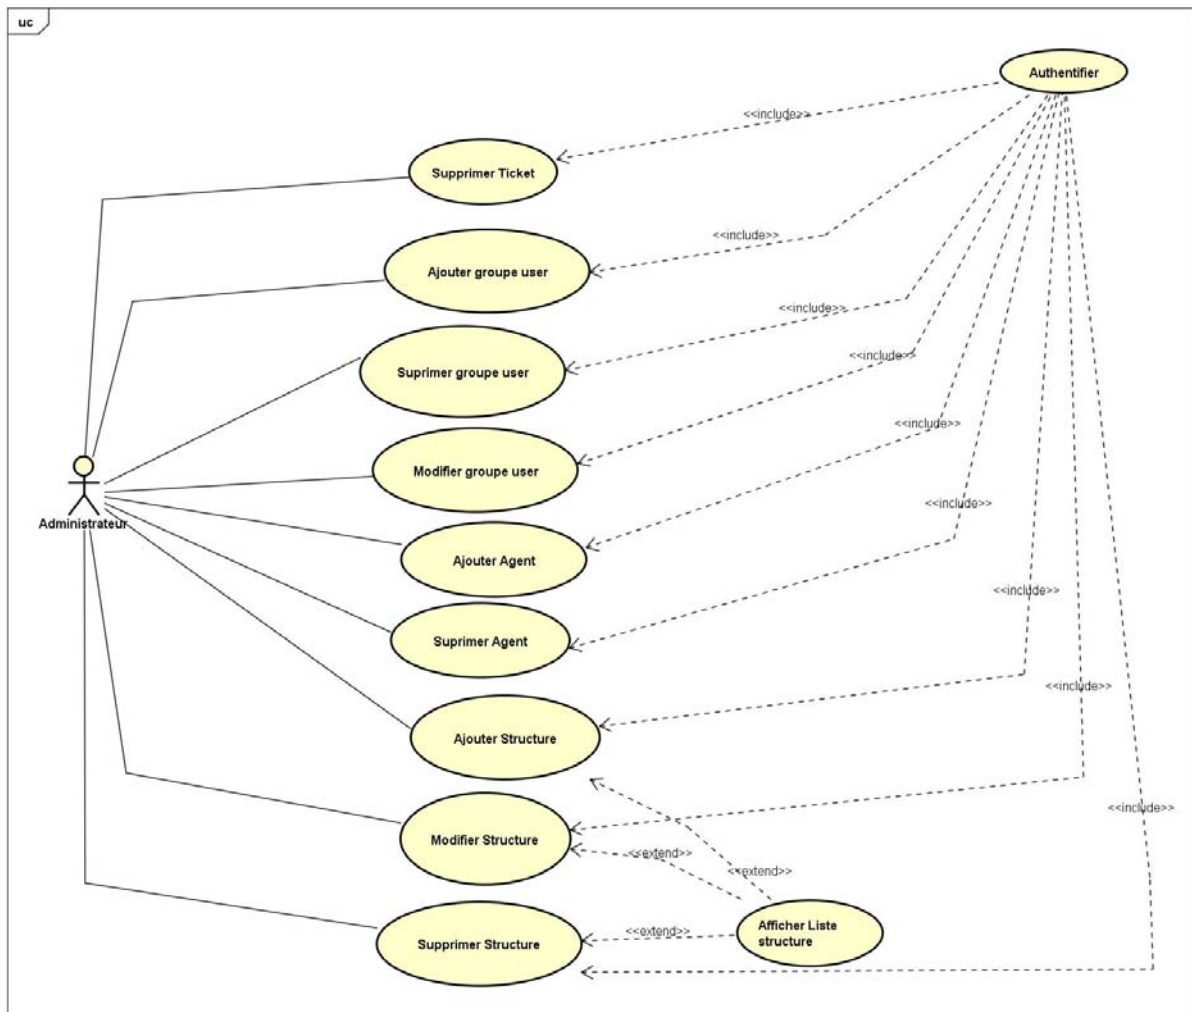 uc
Authentifier
<<include>>
Supprimer Ticket
<<include>>
Ajouter groupe user
<<include>>
Suprimer groupe user
<<include>>
Modifier groupe user
<<include>>
Administrateur
<<include>>
Ajouter Agent
<<include>>
Suprimer Agent
<<include>>
Ajouter Structure
<<include>>
Modifier Structure
<<extend>>
<<extend>>
Afficher Liste
structure
<<extend>>
Supprimer Structure